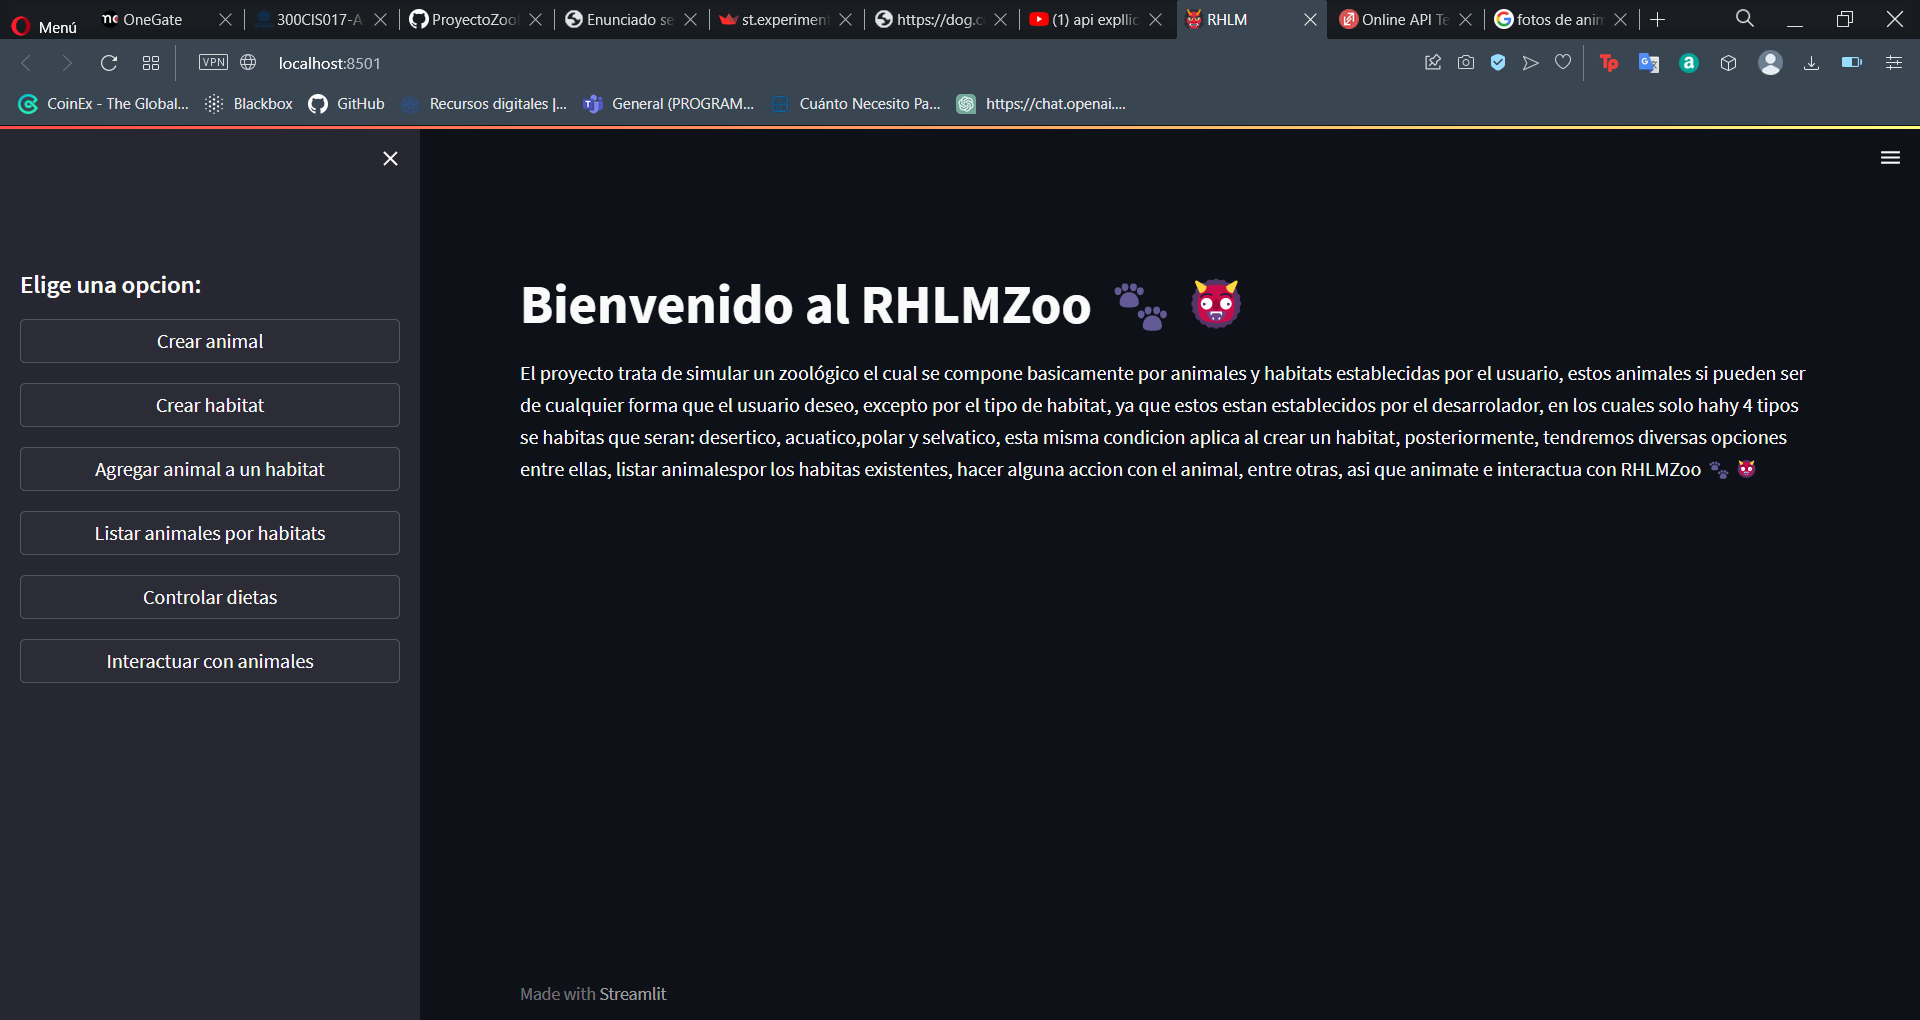 Menú
OneGate
300CIS017-A
ProyectoZool
Enunciado se
st.experimen
https://dog.c
(1) api expllic
RHLM
Online API Te
fotos de anim
VPN
localhost:8501
CoinEx - The Global...
Blackbox
GitHub
Recursos digitales |...
General (PROGRAM...
Cuánto Necesito Pa...
https://chat.openai....
Elige una opcion:
Crear animal
Crear habitat
Agregar animal a un habitat
Listar animales por habitats
Controlar dietas
Interactuar con animales
Bienvenido al RHLMZoo
El proyecto trata de simular un zoológico el cual se compone basicamente por animales y habitats establecidas por el usuario, estos animales si pueden ser
de cualquier forma que el usuario deseo, excepto por el tipo de habitat, ya que estos estan establecidos por el desarrolador, en los cuales solo hahy 4 tipos
se habitas que seran: desertico, acuatico,polar y selvatico, esta misma condicion aplica al crear un habitat, posteriormente, tendremos diversas opciones
entre ellas, listar animalespor los habitas existentes, hacer alguna accion con el animal, entre otras, asi que animate e interactua con RHLMZoo
Made with Streamlit